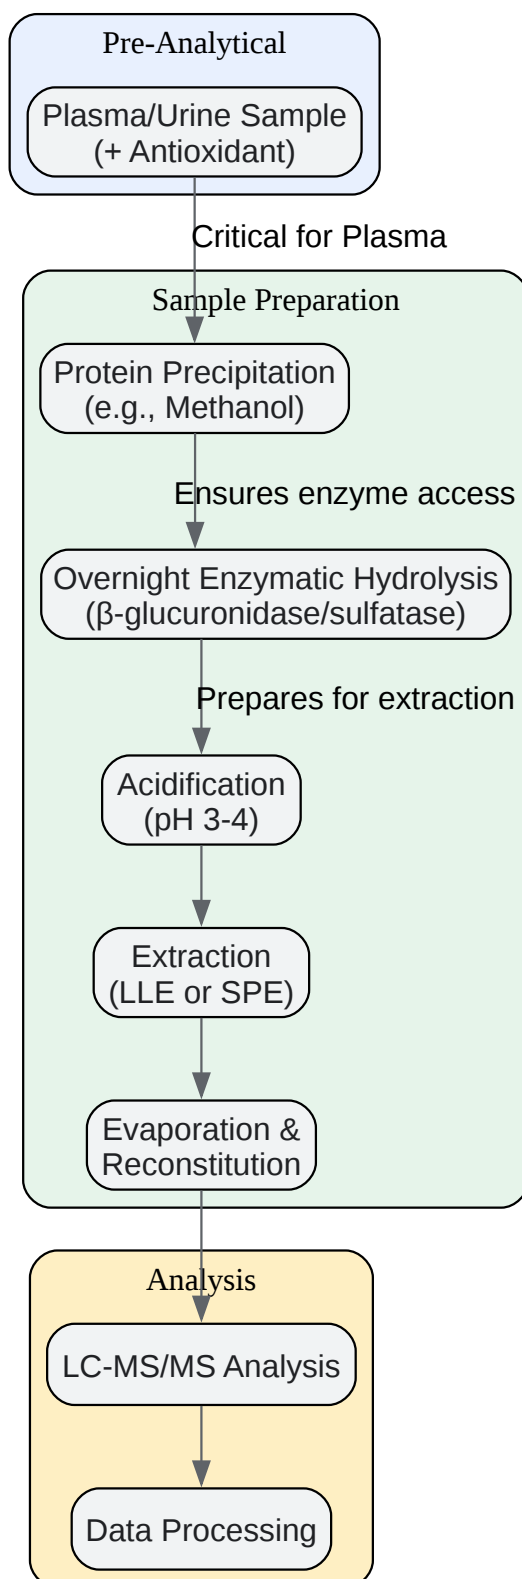 Pre-Analytical
Plasma/Urine Sample
(+ Antioxidant)
Critical for Plasma
Sample Preparation
Protein Precipitation
(e.g., Methanol)
Ensures enzyme access
Overnight Enzymatic Hydrolysis
(β-glucuronidase/sulfatase)
Prepares for extraction
Acidification
(pH 3-4)
Extraction
(LLE or SPE)
Evaporation &
Reconstitution
Analysis
LC-MS/MS Analysis
Data Processing